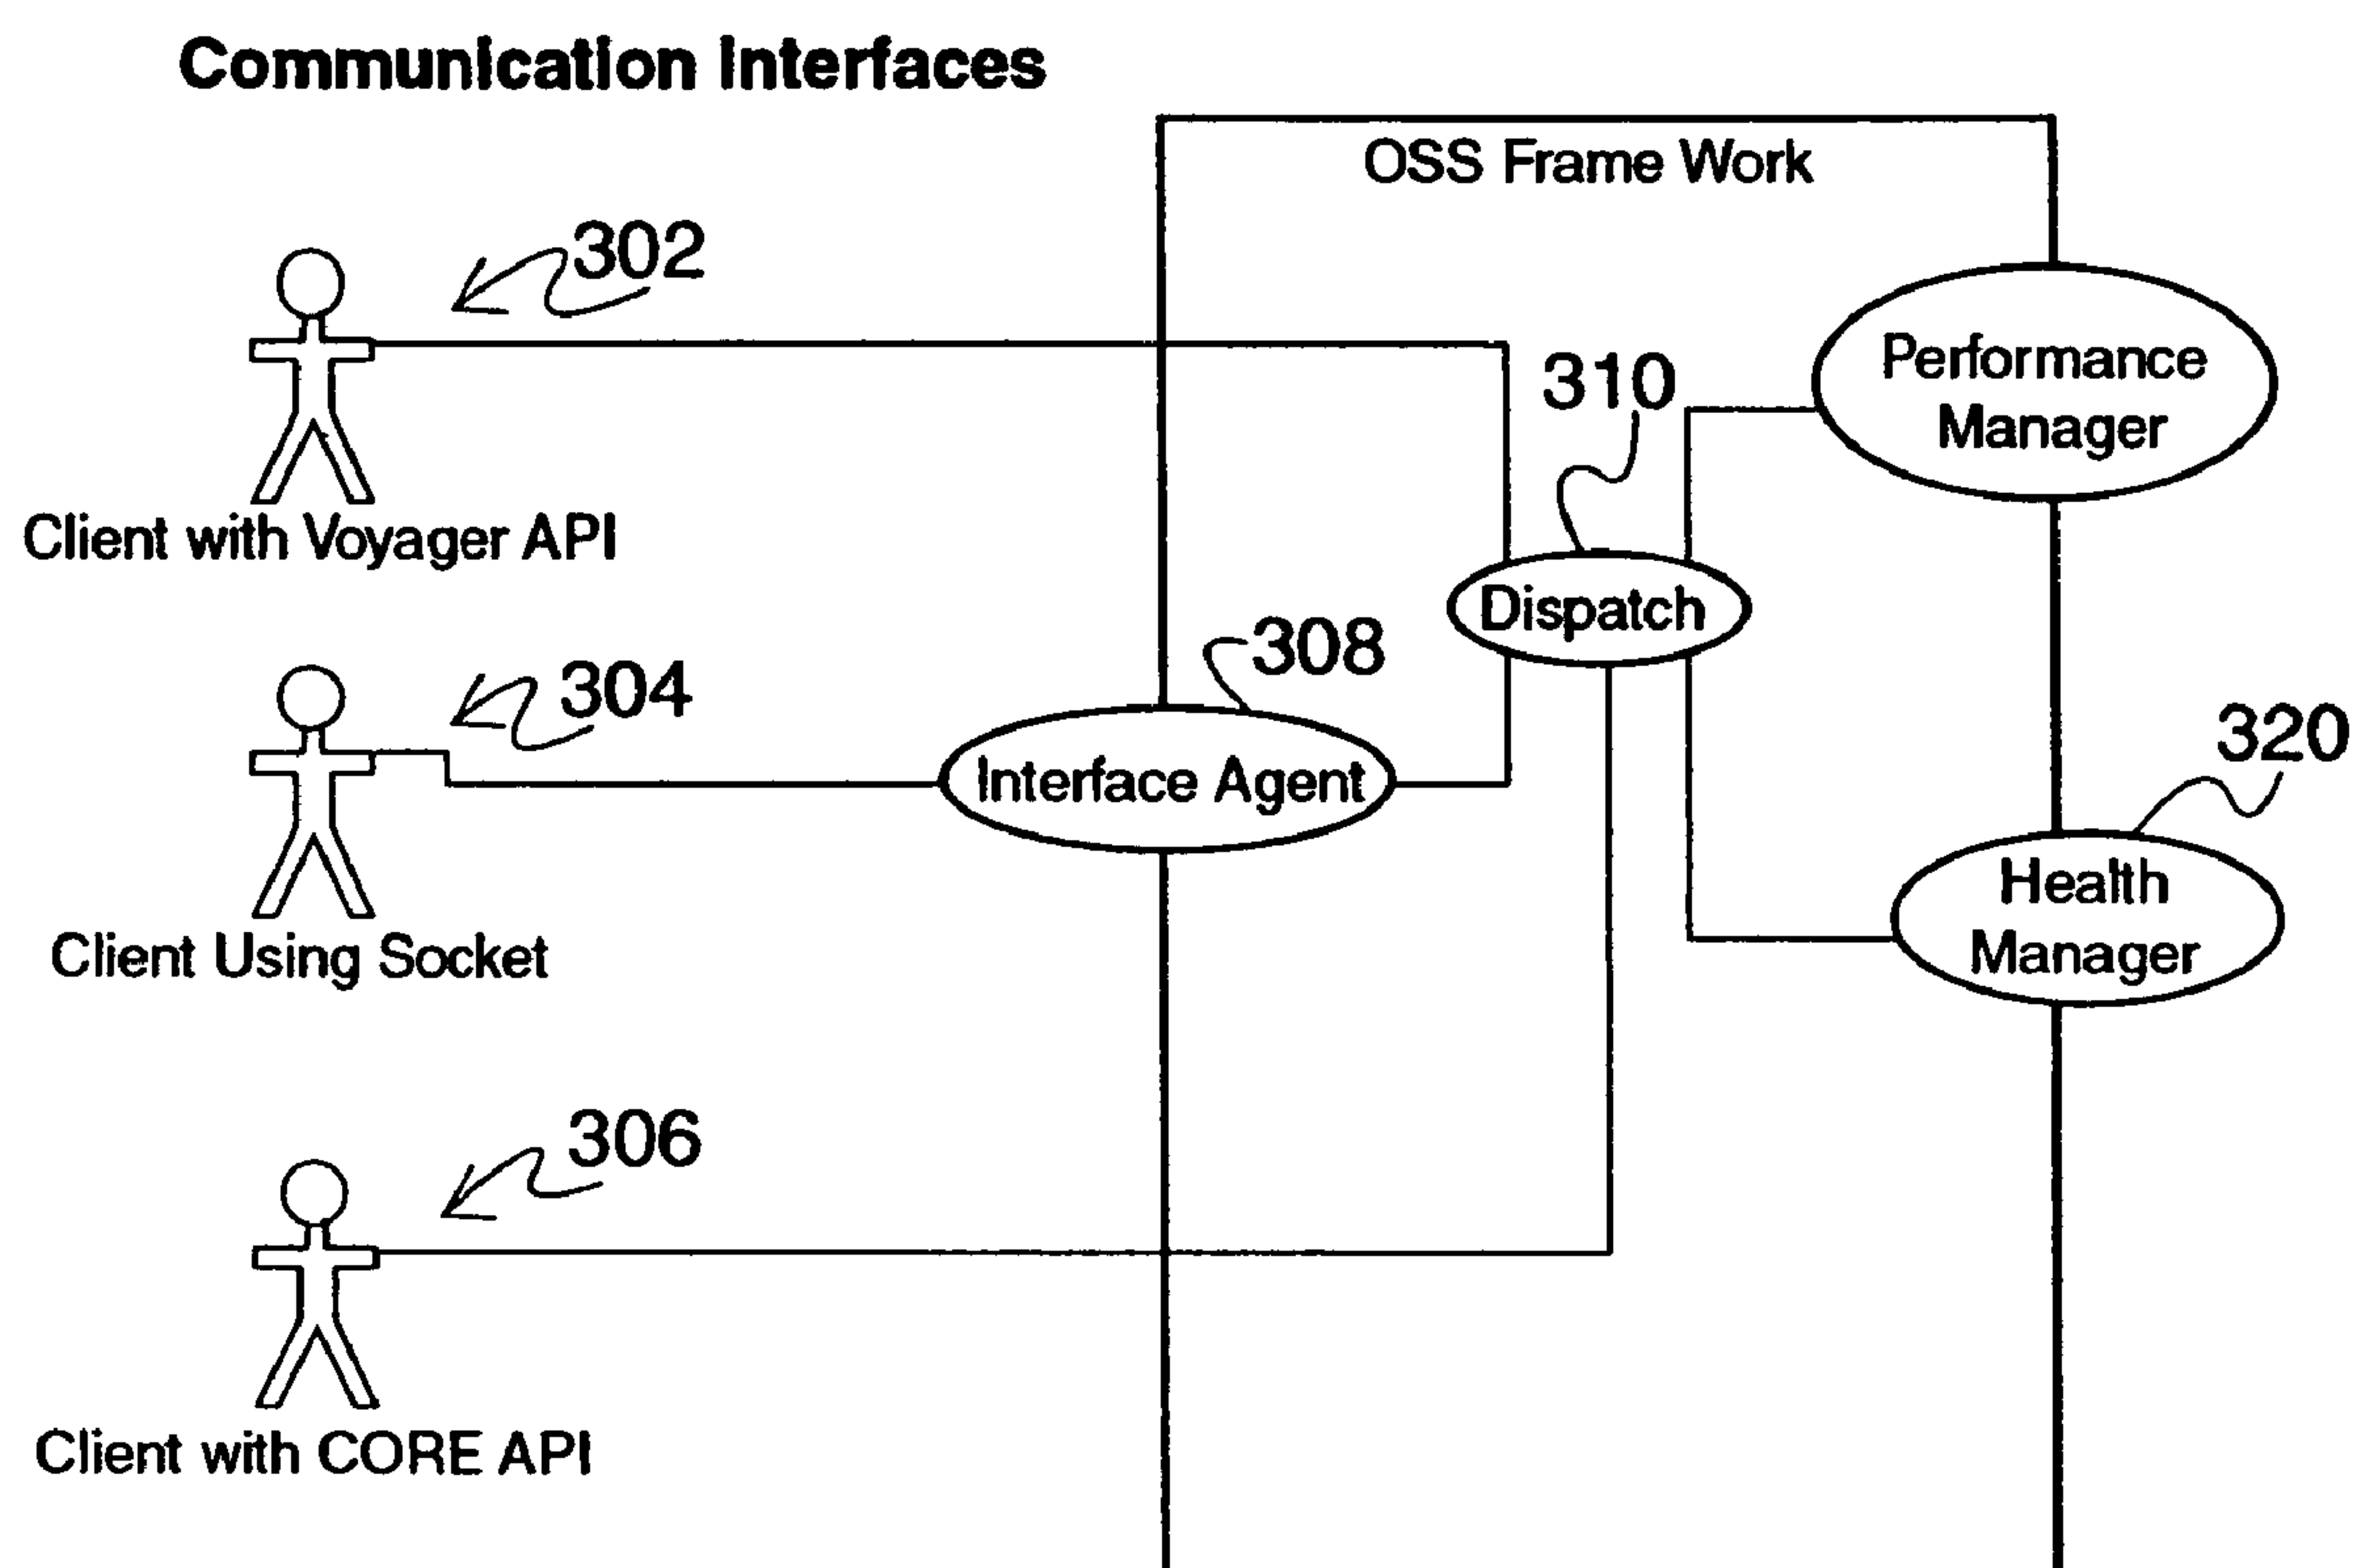 Communication Interfaces
OSS Frame Work
302
Client with Voyager API
310
Performance
Manager
Dispatch
304
308
Interface Agent
Client Using Socket
320
Health
Manager
306
Client with CORE API